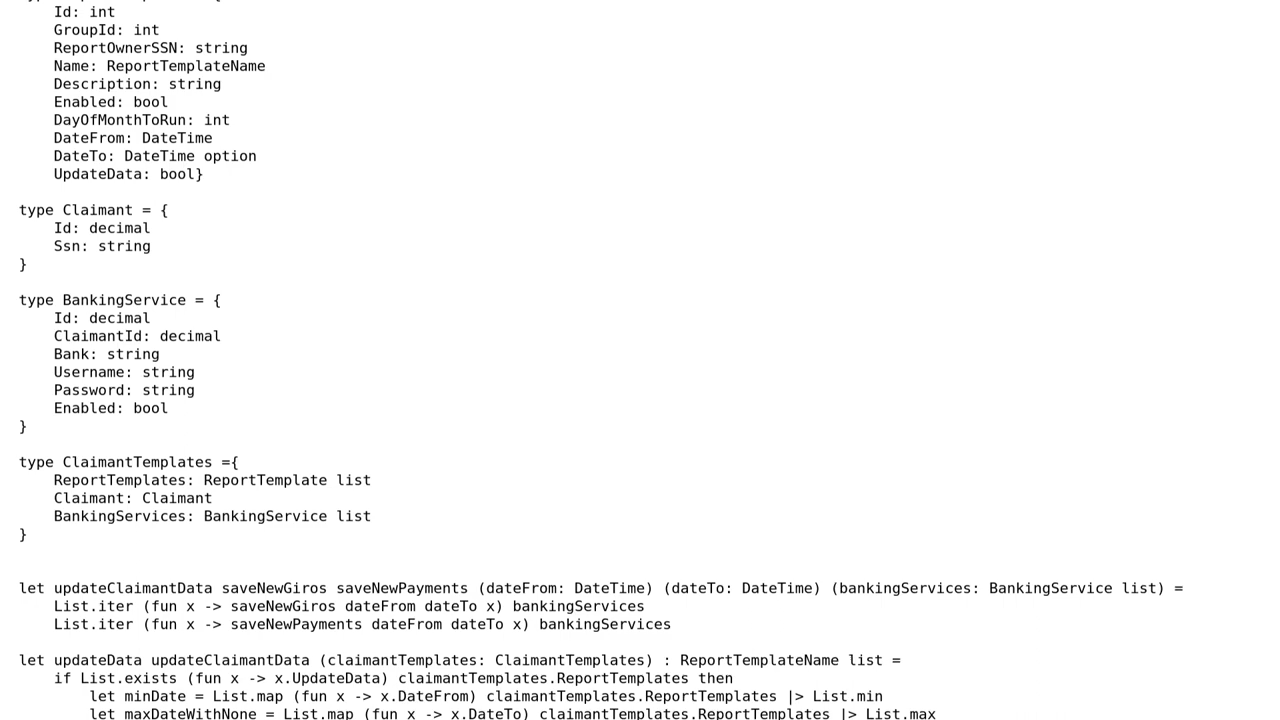 Id: int
GroupId: int
ReportOwnerSSN: string
Name: ReportTemplateName
Description: string
Enabled: bool
DayOfMonthToRun: int
DateFrom: DateTime
DateTo: DateTime option
UpdateData: bool}
type Claimant = {
Id: decimal
Ssn: string
}
type BankingService = {
Id: decimal
ClaimantId: decimal
Bank: string
Username: string
Password: string
Enabled: bool
}
type ClaimantTemplates ={
ReportTemplates: ReportTemplate list
Claimant: Claimant
BankingServices: BankingService list
}
let updateClaimantData saveNewGiros saveNewPayments (dateFrom: DateTime) (dateTo: DateTime) (bankingServices: BankingService list) =
List.iter (fun x -> saveNewGiros dateFrom dateTo x) bankingServices
List.iter (fun x -> saveNewPayments dateFrom dateTo x) bankingServices
let updateData updateClaimantData (claimantTemplates: ClaimantTemplates) : ReportTemplateName list =
if List.exists (fun x -> x.UpdateData) claimantTemplates.ReportTemplates then
let minDate = List.map (fun x -> x.DateFrom) claimantTemplates.ReportTemplates |> List.min
let maxDateWithNone = List.map (fun x -> x.DateTo) claimantTemplates.ReportTemplates |> List.max